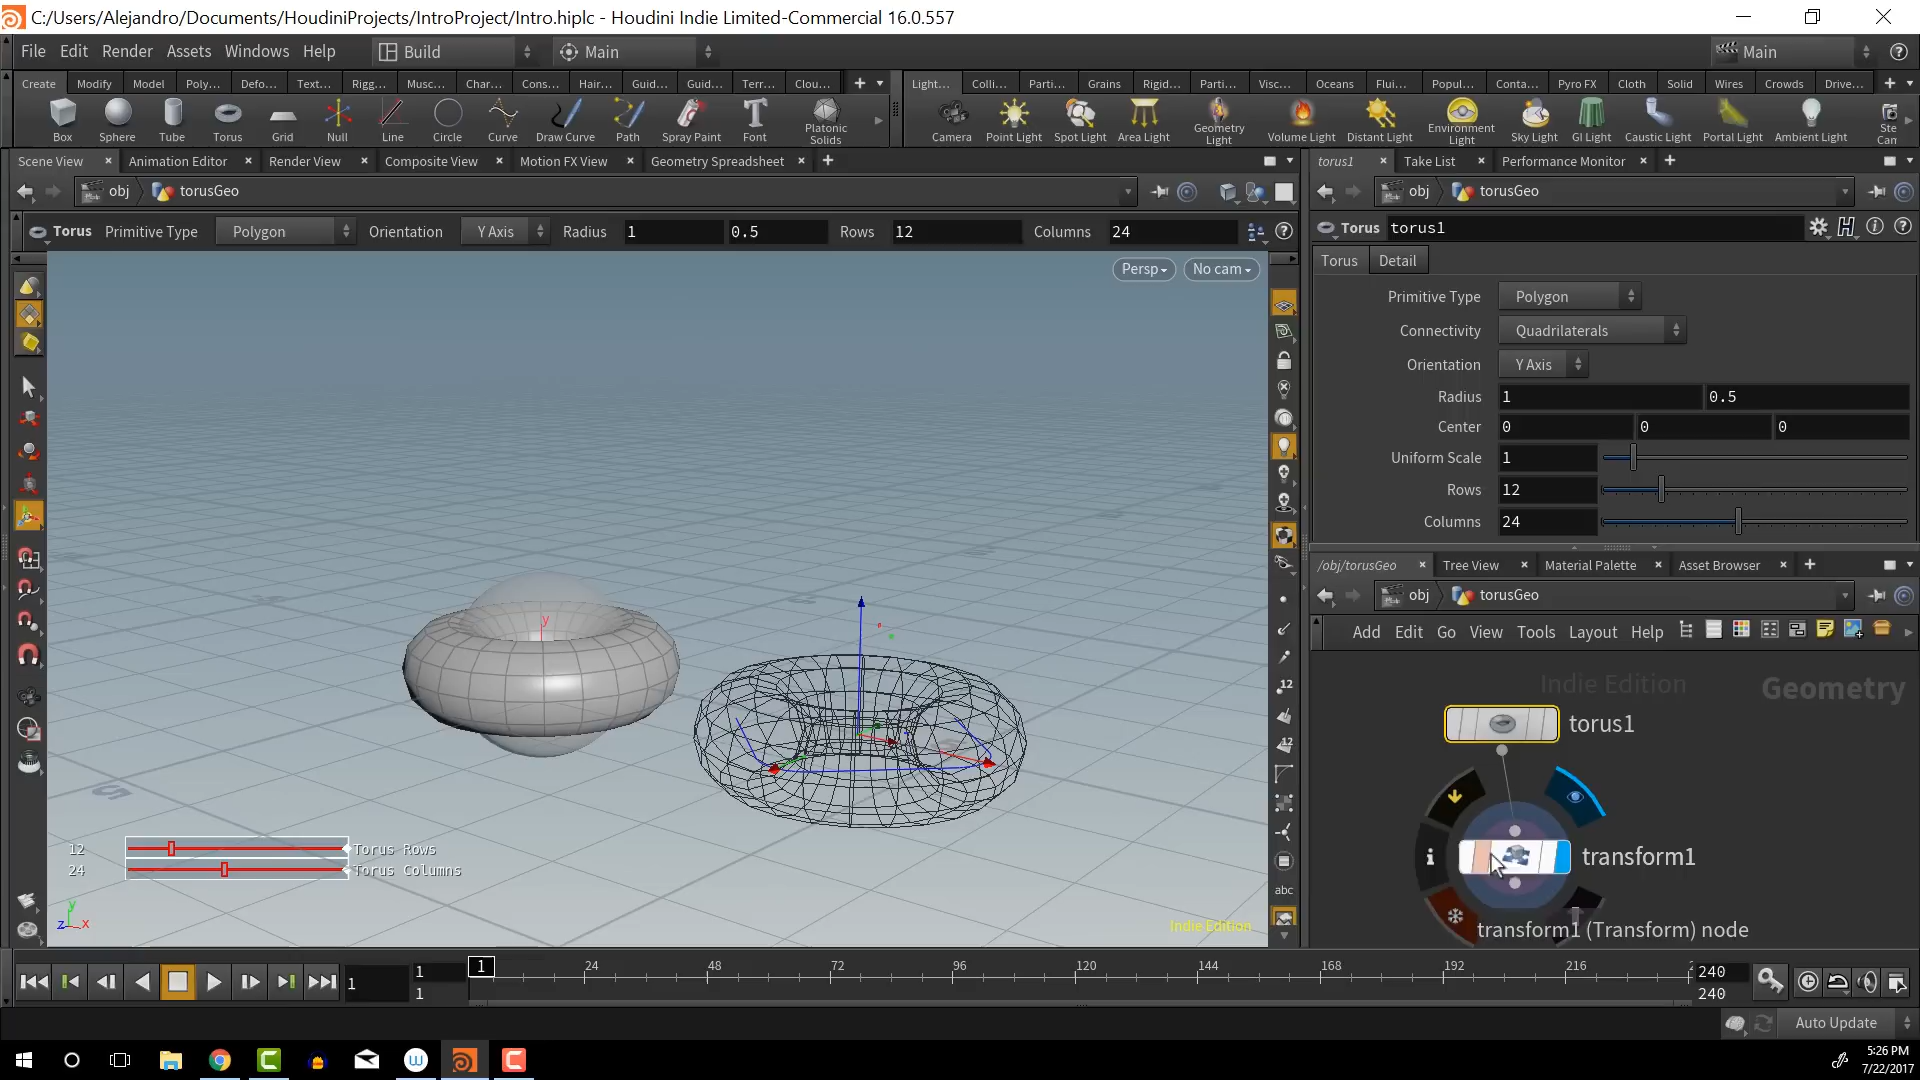 C:/Users/Alejandro/Documents/HoudiniProjects/IntroProject/Intro.hiplc - Houdini Indie Limited-Commercial 16.0.557
File Edit Render Assets Windows Help Build Main Main
Create Modify Model Poly... Defo... Text... Rigg... Musc... Char... Cons... Hair... Guid... Guid... Terr... Clou...
Light... Colli... Parti... Grains Rigid... Parti... Visc... Oceans Flui... Popul... Conta... Pyro FX Cloth Solid Wires Crowds Drive...
Box Sphere Tube Torus Grid Null Line Circle Curve Draw Curve Path Spray Paint Font Platonic Solids
Camera Point Light Spot Light Area Light Geometry Light Volume Light Distant Light Environment Light Sky Light GI Light Caustic Light Portal Light Ambient Light Ste Can
Scene View Animation Editor Render View Composite View Motion FX View Geometry Spreadsheet
torus1 Take List Performance Monitor
obj torusGeo
obj torusGeo
Torus Primitive Type Polygon Orientation Y Axis Radius 1 0.5 Rows 12 Columns 24
Torus torus1
Torus Detail
Persp No cam
Primitive Type Polygon
Connectivity Quadrilaterals
Orientation Y Axis
Radius 1 0.5
Center 0 0 0
Uniform Scale 1
Rows 12
Columns 24
/obj/torusGeo Tree View Material Palette Asset Browser
obj torusGeo
Add Edit Go View Tools Layout Help
Indie Edition Geometry
torus1
transform1
transform1 (Transform) node
y
5
12
12
abc
12 Torus Rows
24 Torus Columns
y
z x
Indie Edition
1 1 1 1 24 48 72 96 120 144 168 192 216 2 240
240
Auto Update
5:26 PM
7/22/2017